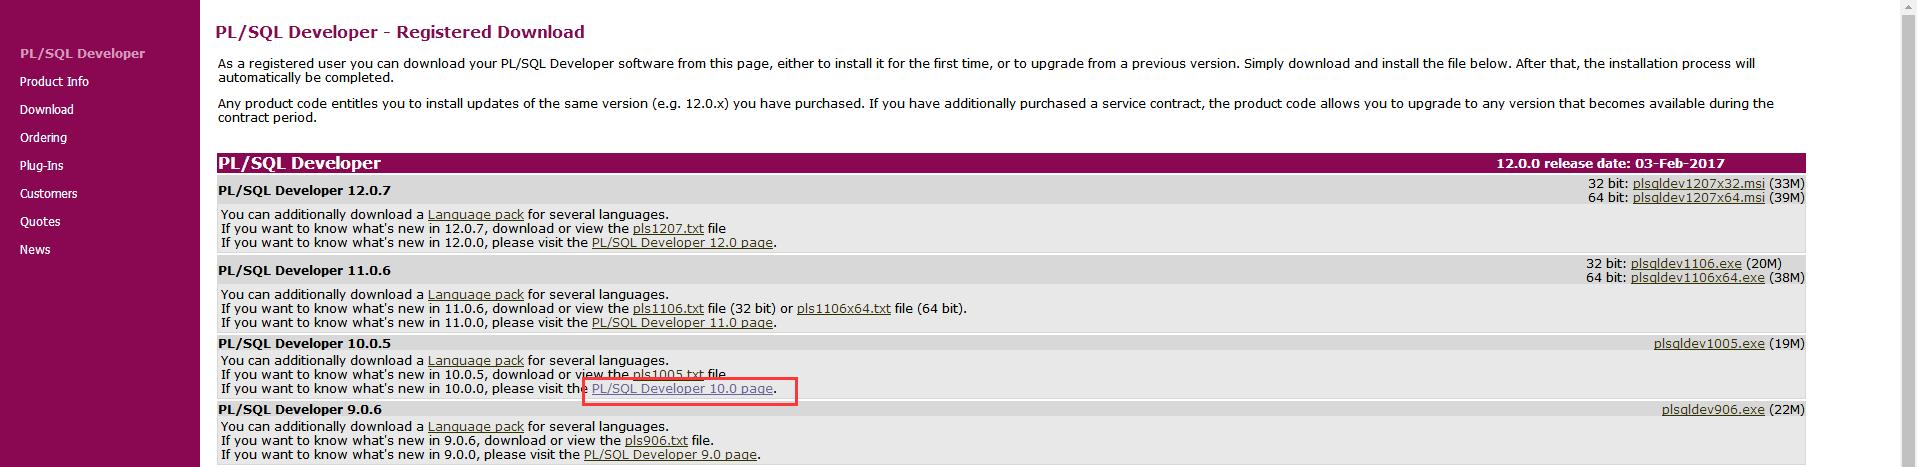 PL/SQL Developer
Product Info
Download
Ordering
Plug-Ins
Customers
Quotes
News
PL/SQL Developer - Registered Download
As a registered user you can download your PL/SQL Developer software from this page, either to install it for the first time, or to upgrade from a previous version. Simply download and install the file below. After that, the installation process will
automatically be completed.
Any product code entitles you to install updates of the same version (e.g. 12.0.x) you have purchased. If you have additionally purchased a service contract, the product code allows you to upgrade to any version that becomes available during the
contract period.
PL/SQL Developer 12.0.0 release date: 03-Feb-2017
PL/SQL Developer 12.0.7
32 bit: plsqldev1207x32.msi (33M)
64 bit: plsqldev1207x64.msi (39M)
You can additionally download a Language pack for several languages.
If you want to know what's new in 12.0.7, download or view the pls1207.txt file
If you want to know what's new in 12.0.0, please visit the PL/SQL Developer 12.0 page.
PL/SQL Developer 11.0.6
32 bit: plsqldev1106.exe (20M)
64 bit: plsqldev1106x64.exe (38M)
You can additionally download a Language pack for several languages.
If you want to know what's new in 11.0.6, download or view the pls1106.txt file (32 bit) or pls1106x64.txt file (64 bit).
If you want to know what's new in 11.0.0, please visit the PL/SQL Developer 11.0 page.
PL/SQL Developer 10.0.5 plsqldev1005.exe (19M)
You can additionally download a Language pack for several languages.
If you want to know what's new in 10.0.5, download or view the pls1005.txt file
If you want to know what's new in 10.0.0, please visit the PL/SQL Developer 10.0 page.
PL/SQL Developer 9.0.6 plsqldev906.exe (22M)
You can additionally download a Language pack for several languages.
If you want to know what's new in 9.0.6, download or view the pls906.txt file.
If you want to know what's new in 9.0.0, please visit the PL/SQL Developer 9.0 page.